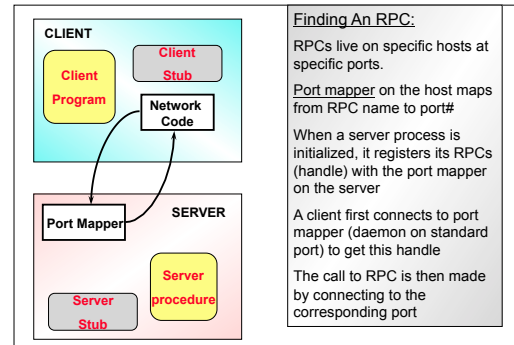 CLIENT
Client
Program
Client
Stub
Network
Code
Port Mapper
SERVER
Server
procedure
Server
Stub
Finding An RPC:
RPCs live on specific hosts at
specific ports.
Port mapper on the host maps
from RPC name to port#
When a server process is
initialized, it registers its RPCs
(handle) with the port mapper
on the server
A client first connects to port
mapper (daemon on standard
port) to get this handle
The call to RPC is then made
by connecting to the
corresponding port